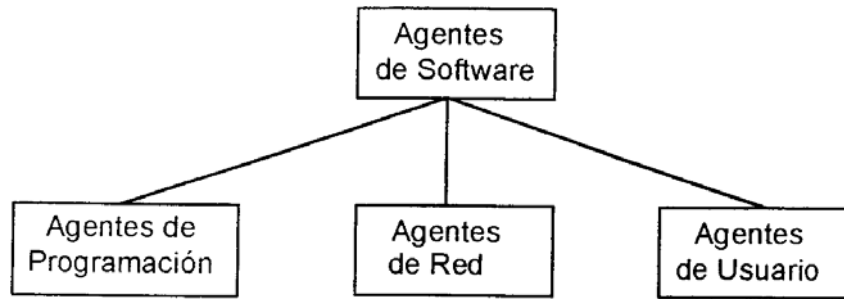 Agentes
de Software
Agentes de
Programación
Agentes
de Red
Agentes
de Usuario